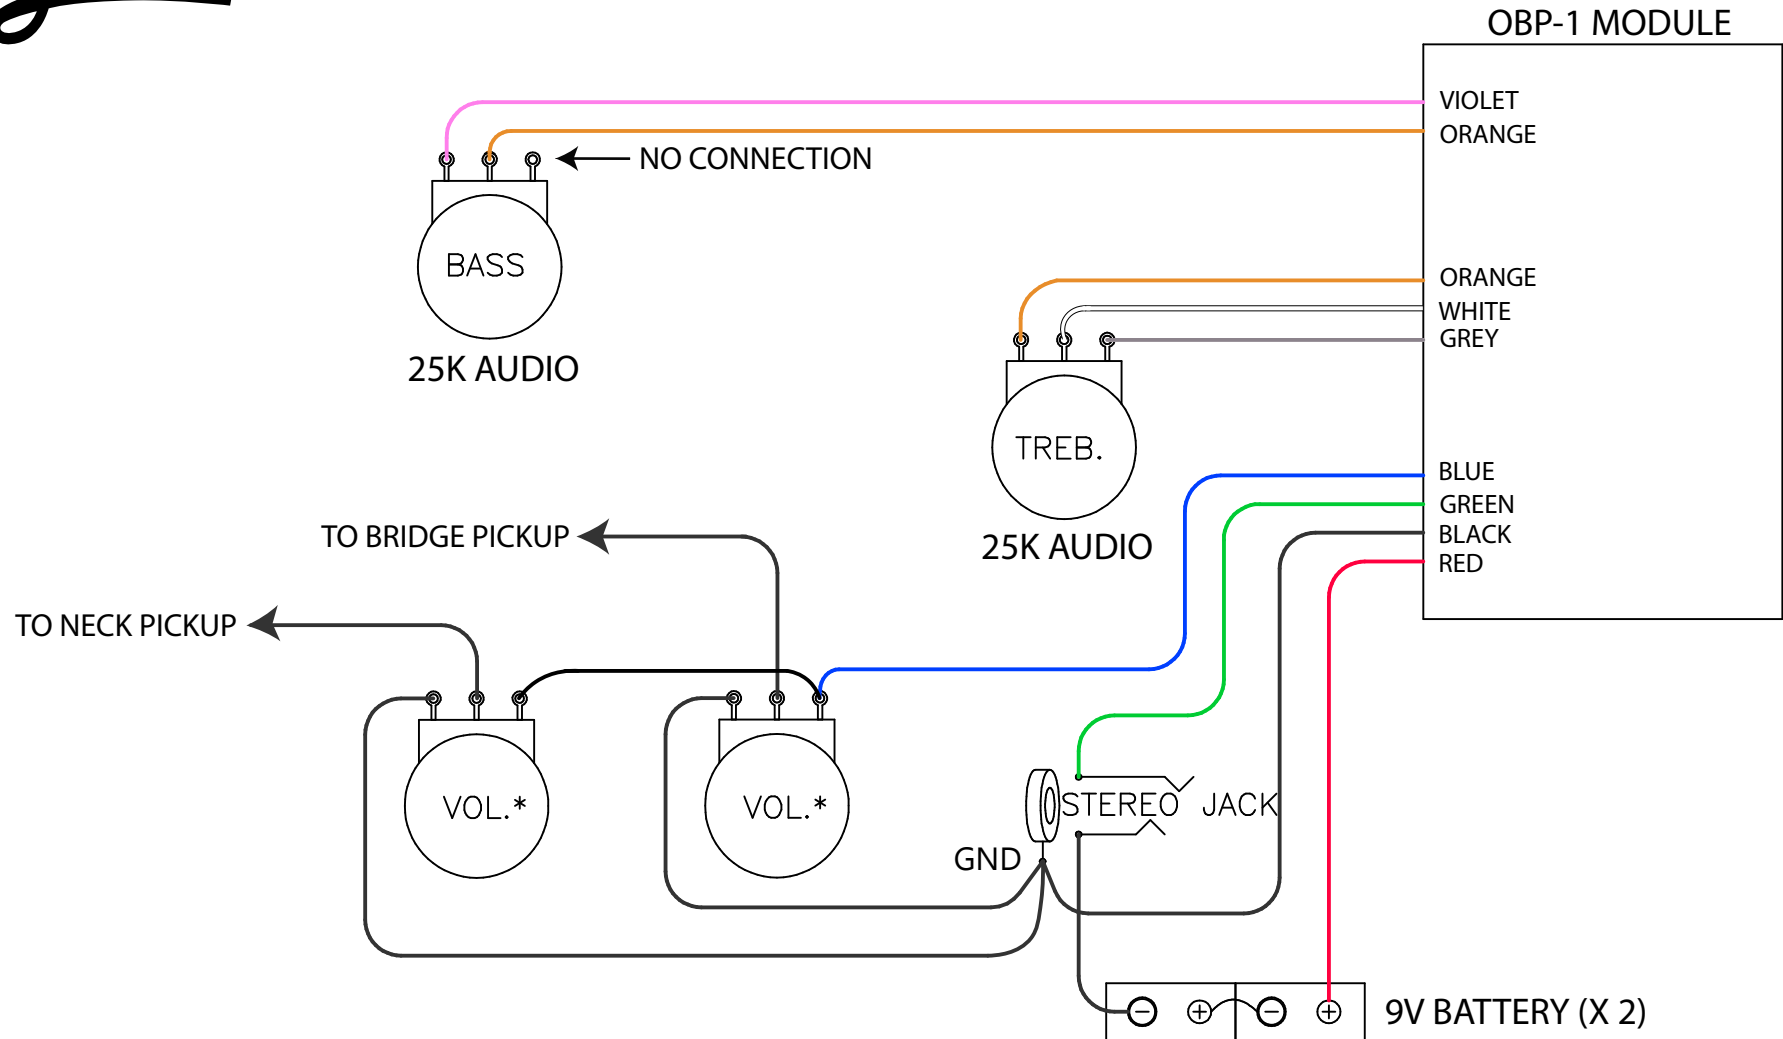 OBP-1 MODULE
VIOLET
ORANGE
NO CONNECTION
BASS
25K AUDIO
ORANGE
WHITE
GREY
TREB.
25K AUDIO
BLUE
GREEN
BLACK
RED
TO BRIDGE PICKUP
TO NECK PICKUP
VOL.*
VOL.*
STEREO JACK
GND
9V BATTERY (X 2)